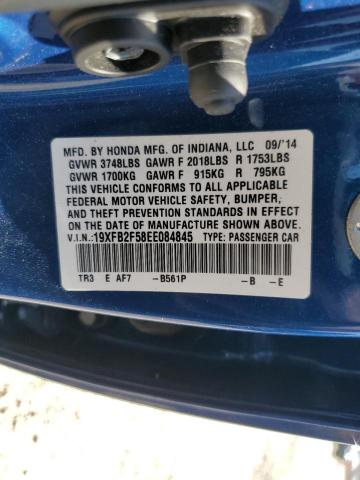 MFD. BY HONDA MFG. OF INDIANA, LLC 09/'14
GVWR 3748LBS GAWR F 2018LBS R 1753LBS
GVWR 1700KG GAWR F 915KG R 795KG
THIS VEHICLE CONFORMS TO ALL APPLICABLE
FEDERAL MOTOR VEHICLE SAFETY, BUMPER,
AND THEFT PREVENTION STANDARDS IN EFFECT
ON THE DATE OF MANUFACTURE SHOWN ABOVE.
V.I.N.:19XFB2F58EE084845 TYPE: PASSENGER CAR
TR3 E AF7 -B561P -B -E